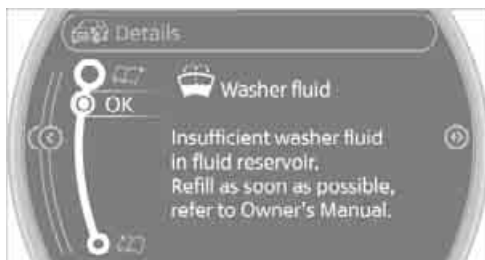 Details
OK
Washer fluid
Insufficient washer fluid
in fluid reservoir.
Refill as soon as possible,
refer to Owner's Manual.